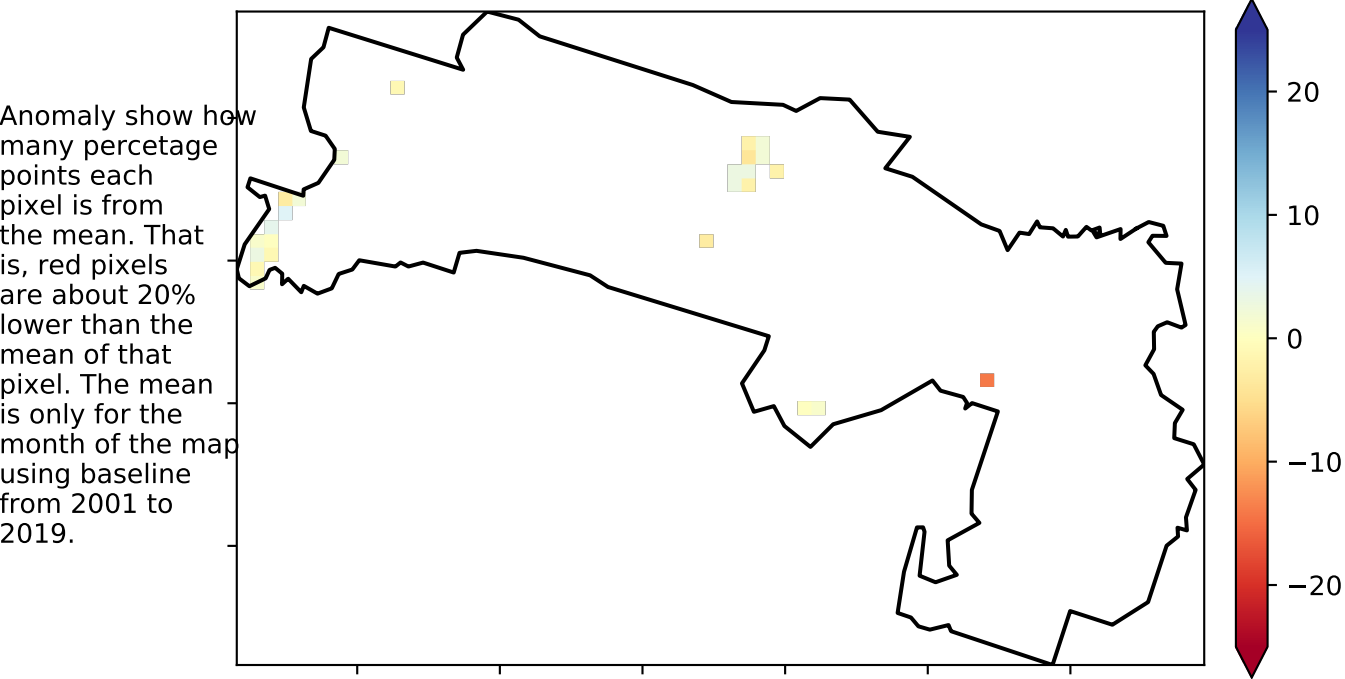 Anomaly show how
many percetage
points each
pixel is from
the mean. That
is, red pixels
are about 20%
lower than the
mean of that
pixel. The mean
is only for the
month of the map
using baseline
from 2001 to
2019.
20
10
0
−10
−20